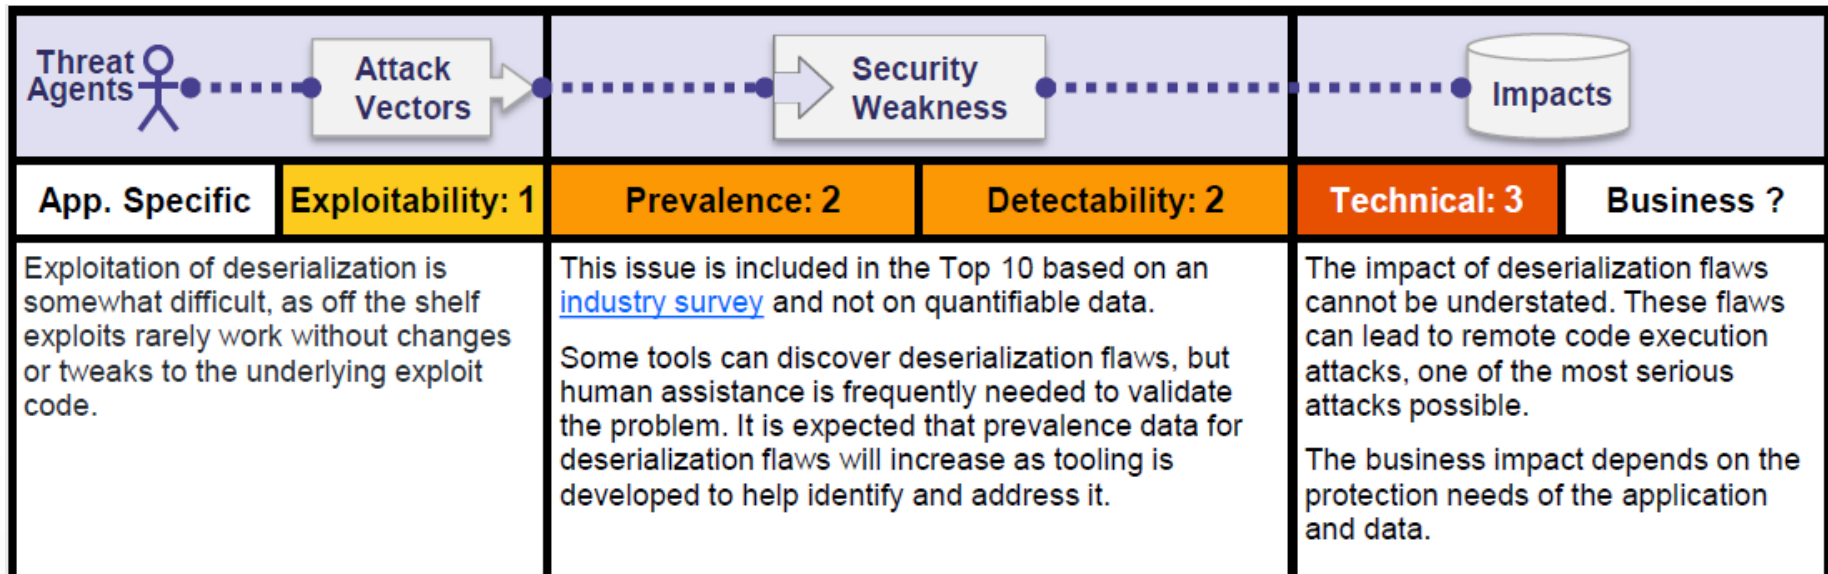 Threat
Agents
Attack
Vectors
Security
Weakness
Impacts
App. Specific
Exploitability: 1
Prevalence: 2
Detectability: 2
Technical: 3
Business ?
Exploitation of deserialization is
somewhat difficult, as off the shelf
exploits rarely work without changes
or tweaks to the underlying exploit
code.
This issue is included in the Top 10 based on an
industry survey and not on quantifiable data.
Some tools can discover deserialization flaws, but
human assistance is frequently needed to validate
the problem. It is expected that prevalence data for
deserialization flaws will increase as tooling is
developed to help identify and address it.
The impact of deserialization flaws
cannot be understated. These flaws
can lead to remote code execution
attacks, one of the most serious
attacks possible.
The business impact depends on the
protection needs of the application
and data.